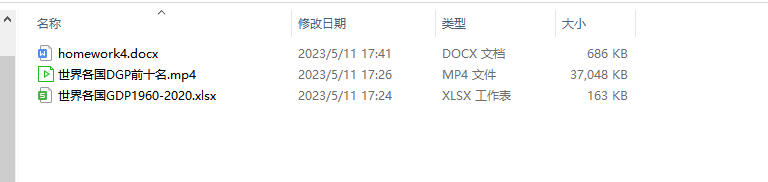 名称 修改日期 类型 大小
homework4.docx 2023/5/11 17:41 DOCX 文档 686 KB
世界各国DGP前十名.mp4 2023/5/11 17:26 MP4 文件 37,048 KB
世界各国GDP1960-2020.xlsx 2023/5/11 17:24 XLSX 工作表 163 KB